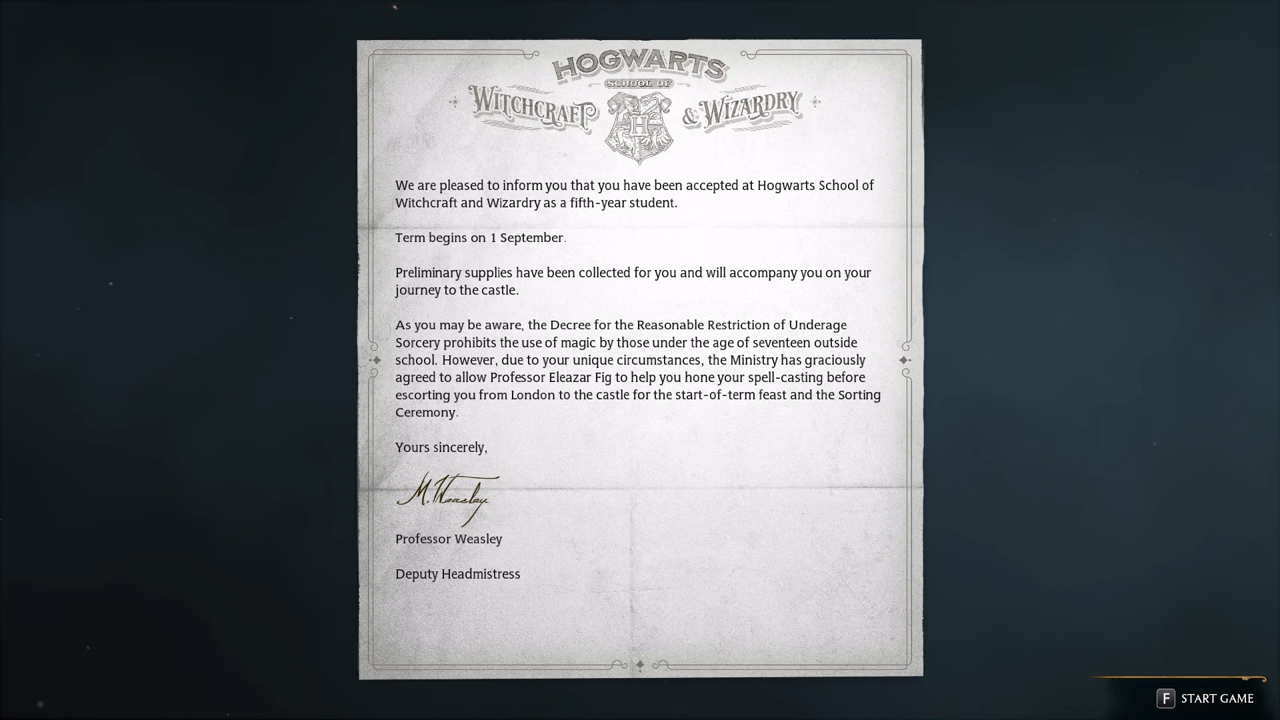 HOGWARTS
SCHOOL OF
WITCHCRAFT & WIZARDRY
H
We are pleased to inform you that you have been accepted at Hogwarts School of
Witchcraft and Wizardry as a fifth-year student.
Term begins on 1 September.
Preliminary supplies have been collected for you and will accompany you on your
journey to the castle.
As you may be aware, the Decree for the Reasonable Restriction of Underage
Sorcery prohibits the use of magic by those under the age of seventeen outside
school. However, due to your unique circumstances, the Ministry has graciously
agreed to allow Professor Eleazar Fig to help you hone your spell-casting before
escorting you from London to the castle for the start-of-term feast and the Sorting
Ceremony.
Yours sincerely,
M. Weasley
Professor Weasley
Deputy Headmistress
F START GAME